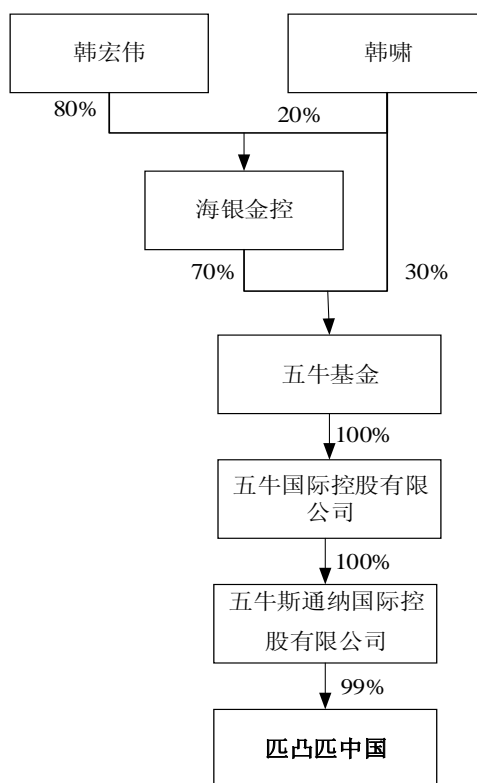 韩宏伟
韩啸
80%
20%
海银金控
70%
30%
五牛基金
100%
五牛国际控股有限
公司
100%
五牛斯通纳国际控
股有限公司
99%
匹凸匹中国